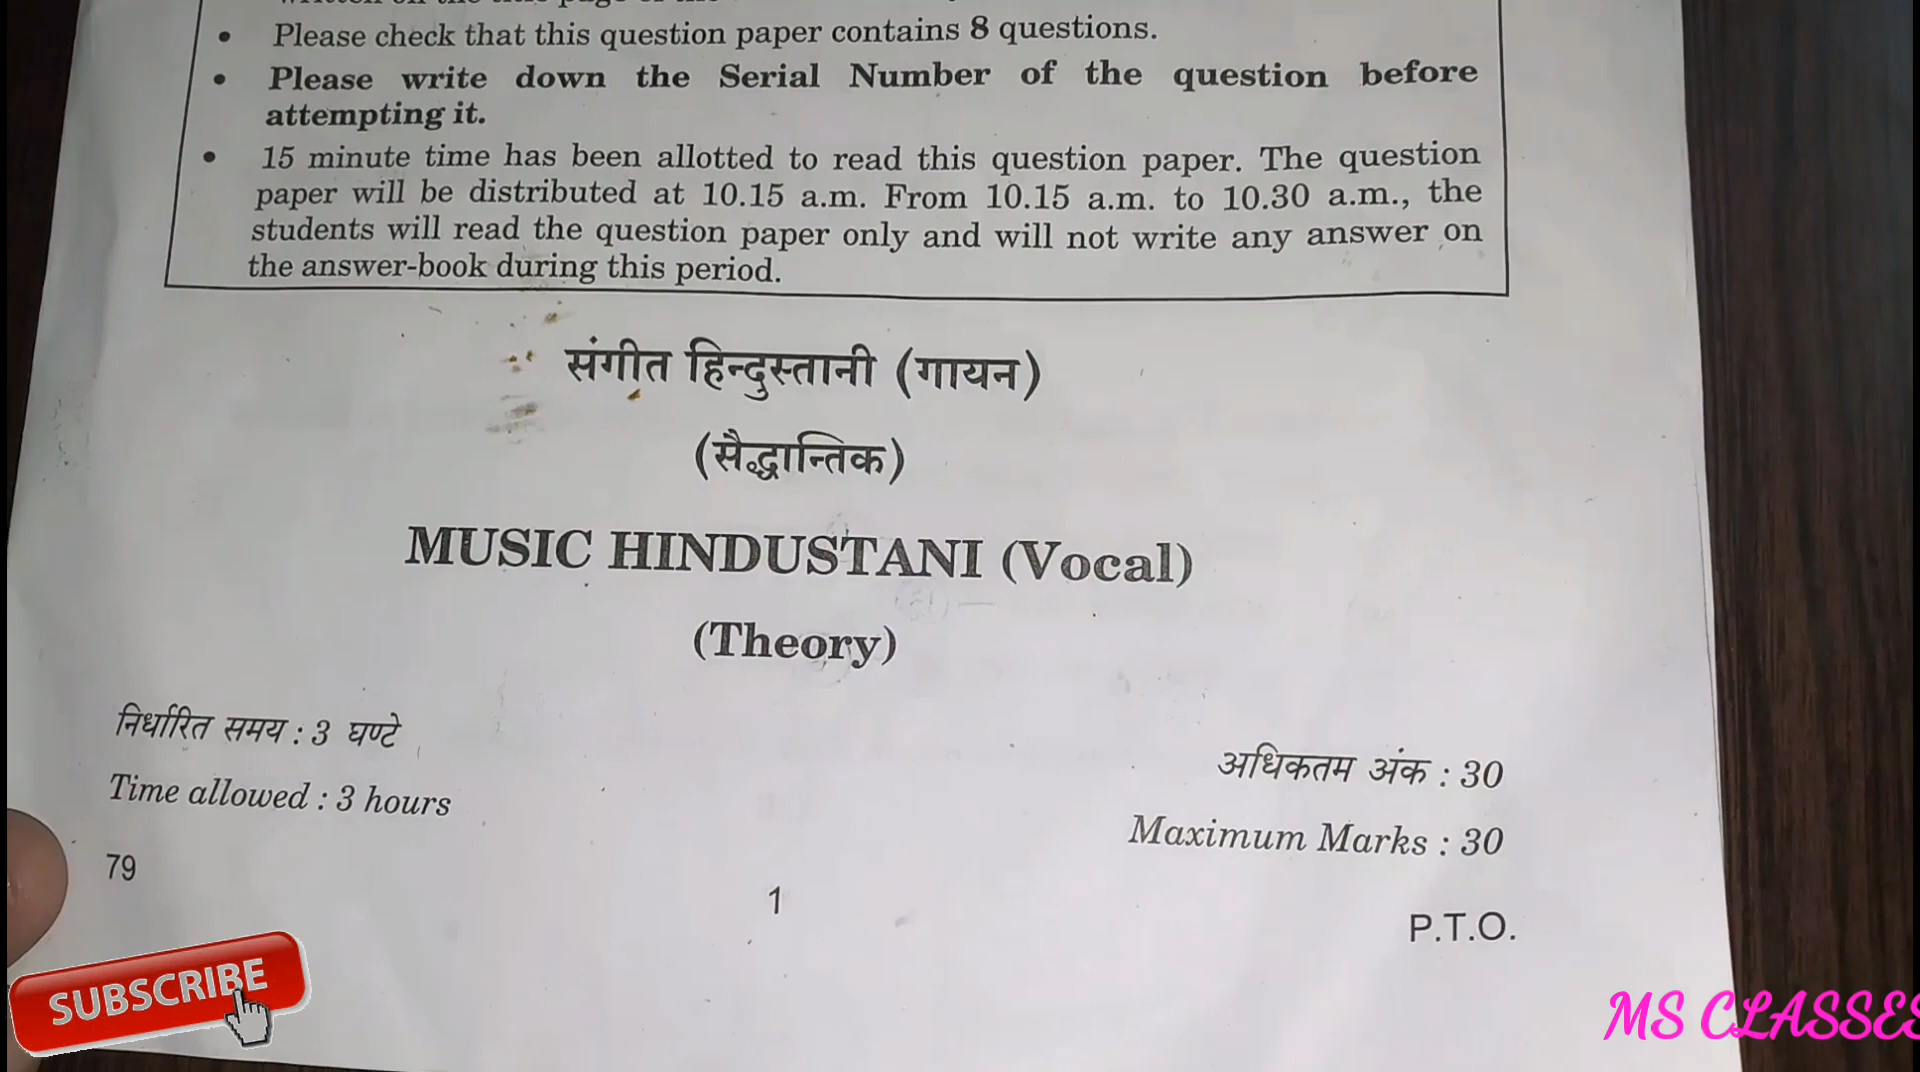 • Please check that this question paper contains 8 questions.
• Please write down the Serial Number of the question before
attempting it.
• 15 minute time has been allotted to read this question paper. The question
paper will be distributed at 10.15 a.m. From 10.15 a.m. to 10.30 a.m., the
students will read the question paper only and will not write any answer on
the answer-book during this period.
संगीत हिन्दुस्तानी (गायन)
(सैद्धान्तिक)
MUSIC HINDUSTANI (Vocal)
(Theory)
निर्धारित समय : 3 घण्टे
अधिकतम अंक : 30
Time allowed : 3 hours
Maximum Marks : 30
79
1
P.T.O.
SUBSCRIBE
MS CLASSES